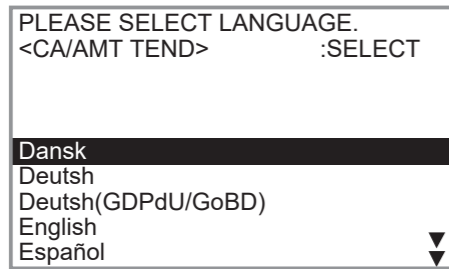 PLEASE SELECT LANGUAGE.
<CA/AMT TEND> :SELECT
Dansk
Deutsh
Deutsh(GDPdU/GoBD)
English
Español